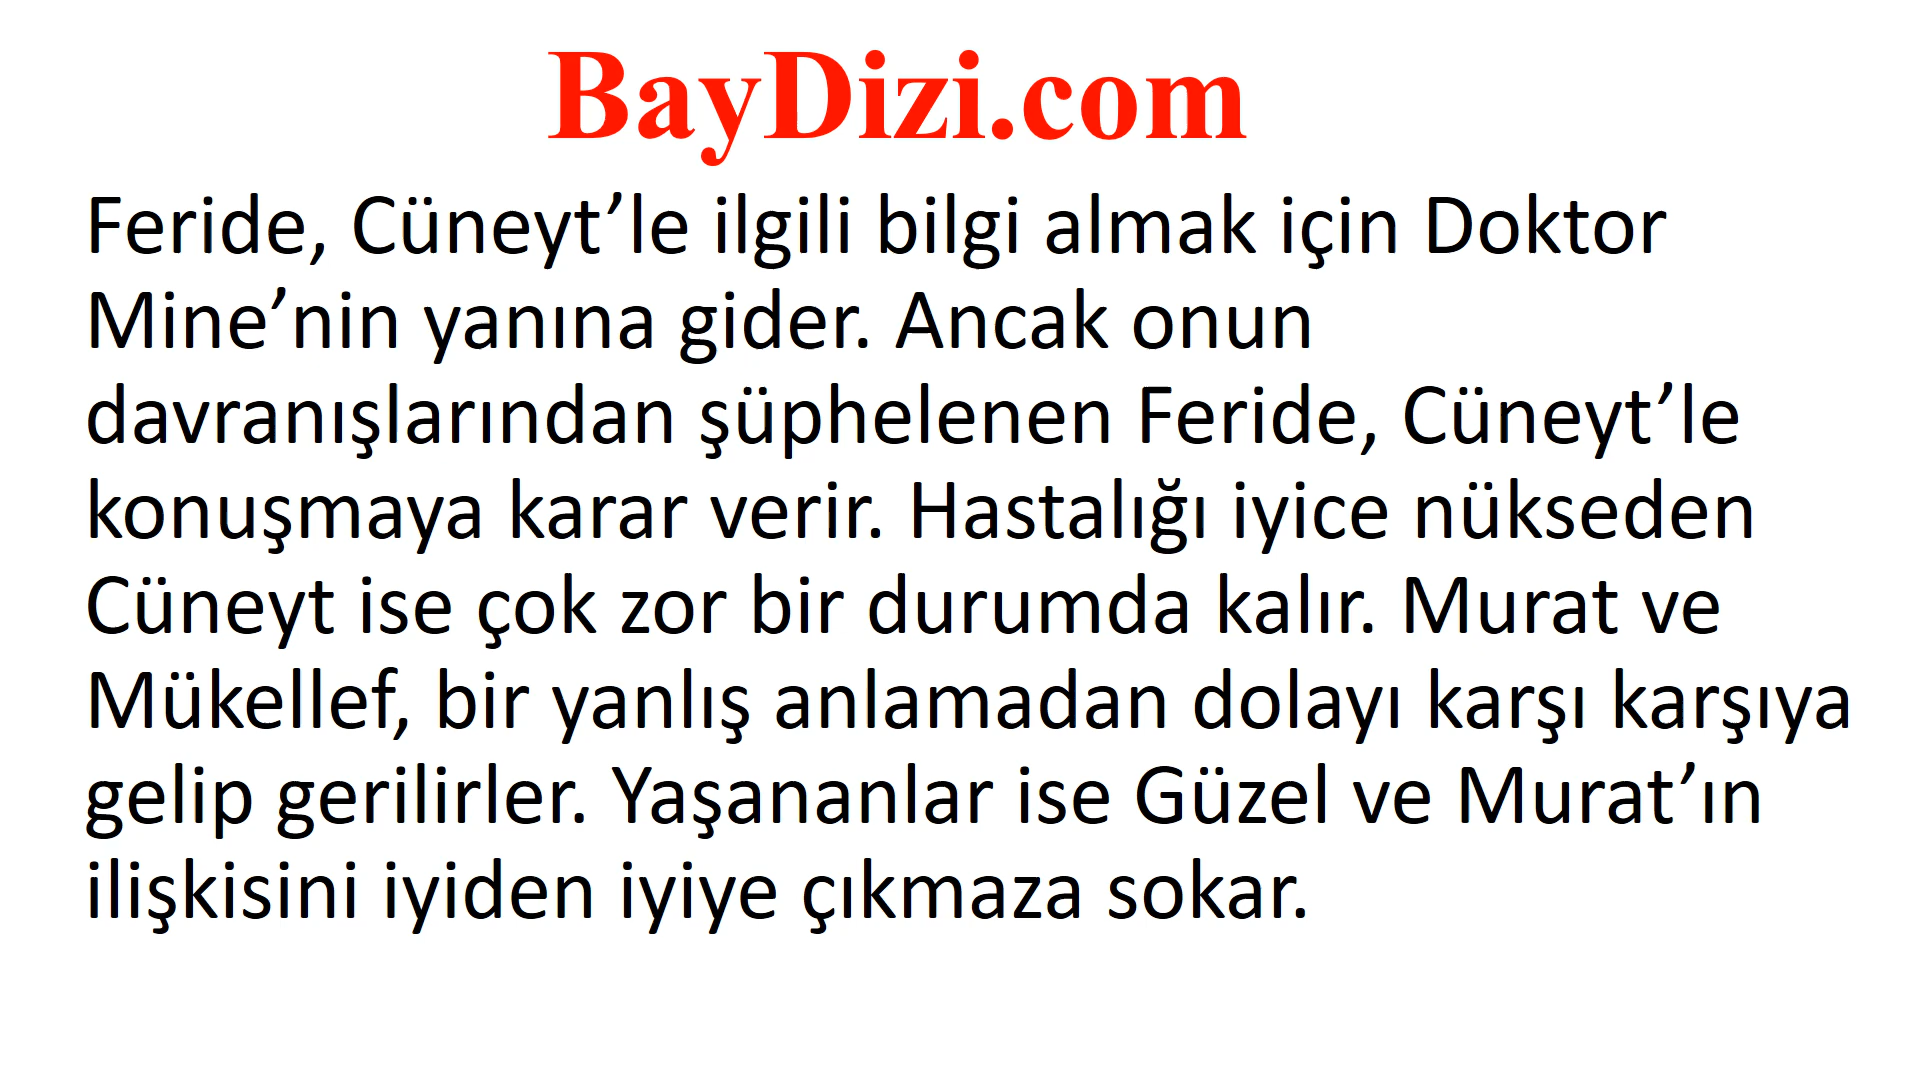 BayDizi.com
Feride, Cüneyt’le ilgili bilgi almak için Doktor
Mine’nin yanına gider. Ancak onun
davranışlarından şüphelenen Feride, Cüneyt’le
konuşmaya karar verir. Hastalığı iyice nükseden
Cüneyt ise çok zor bir durumda kalır. Murat ve
Mükellef, bir yanlış anlamadan dolayı karşı karşıya
gelip gerilirler. Yaşananlar ise Güzel ve Murat’ın
ilişkisini iyiden iyiye çıkmaza sokar.